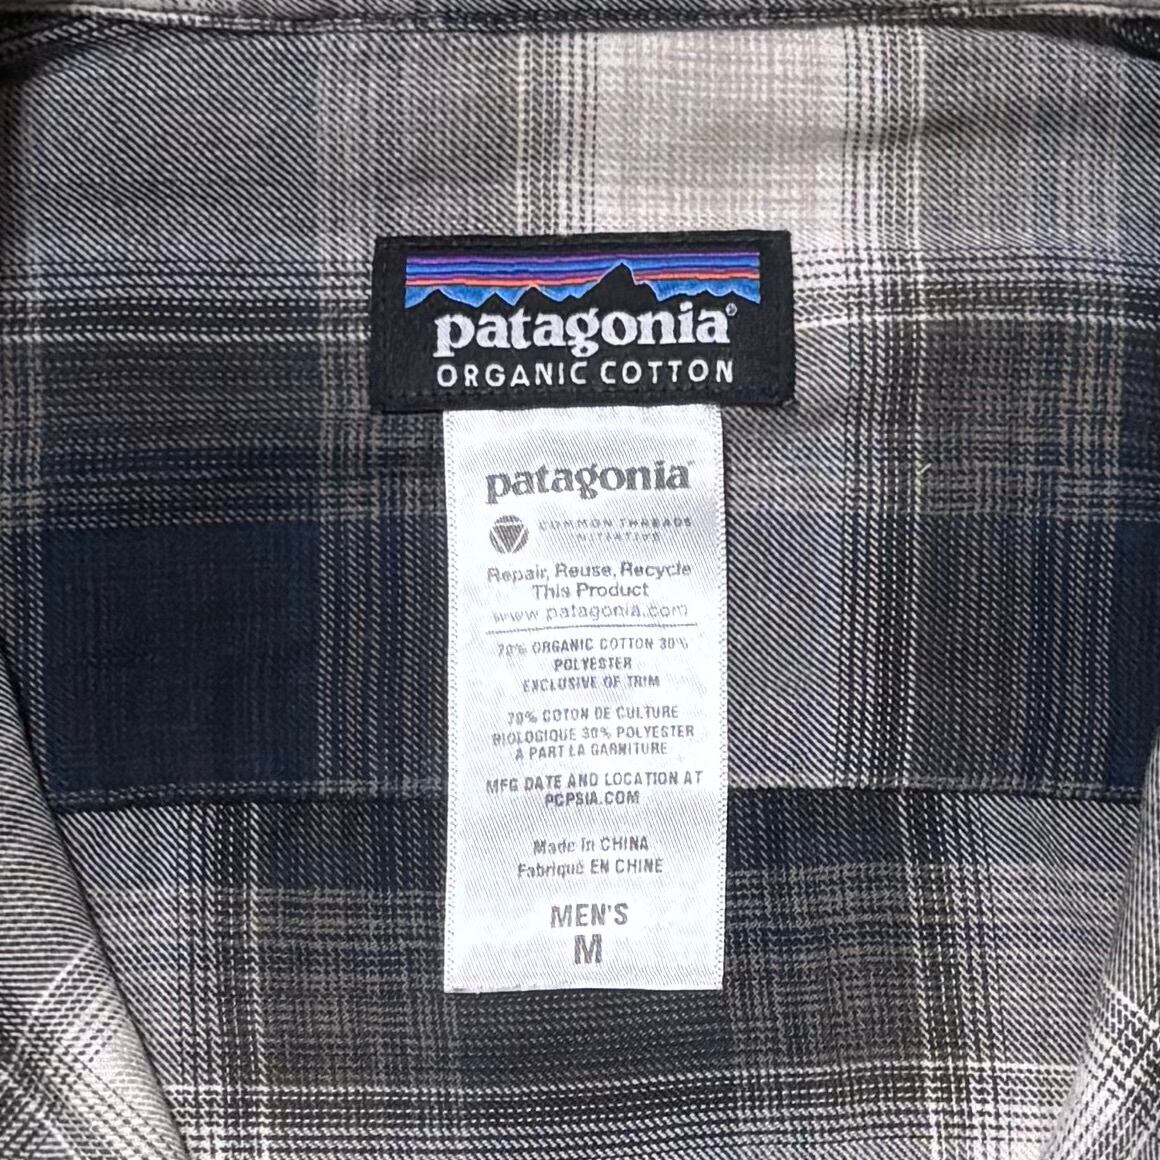 patagonia®
ORGANIC COTTON
patagonia
COMMON THREADS
INITIATIVE
Repair, Reuse, Recycle
This Product
www.patagonia.com
70% ORGANIC COTTON 30%
POLYESTER
EXCLUSIVE OF TRIM
70% COTON DE CULTURE
BIOLOGIQUE 30% POLYESTER
A PART LA GARNITURE
MFG DATE AND LOCATION AT
PCPSIA.COM
Made in CHINA
Fabriqué EN CHINE
MEN'S
M